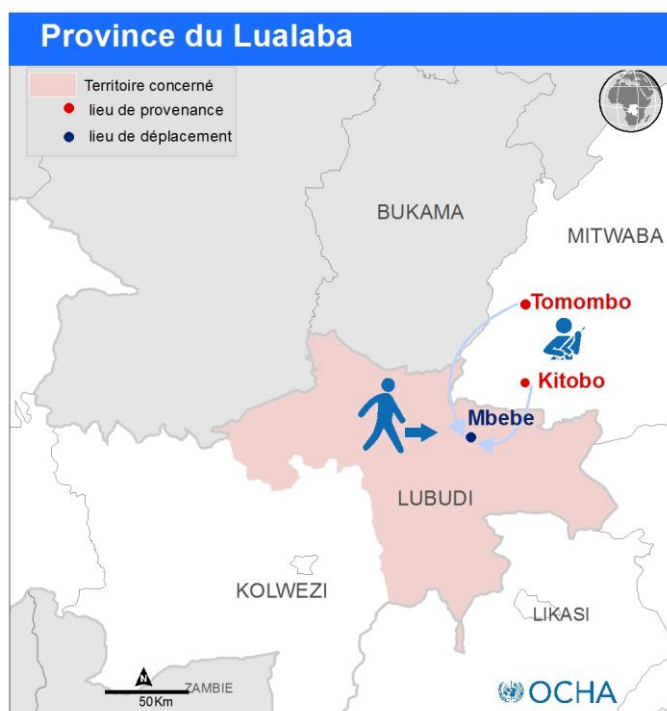 Province du Lualaba
Territoire concerné
lieu de provenance
lieu de déplacement
BUKAMA
MITWABA
Tomombo
Kitobo
Mbebe
LUBUDI
KOLWEZI
LIKASI
N
ZAMBIE
50Km
OCHA